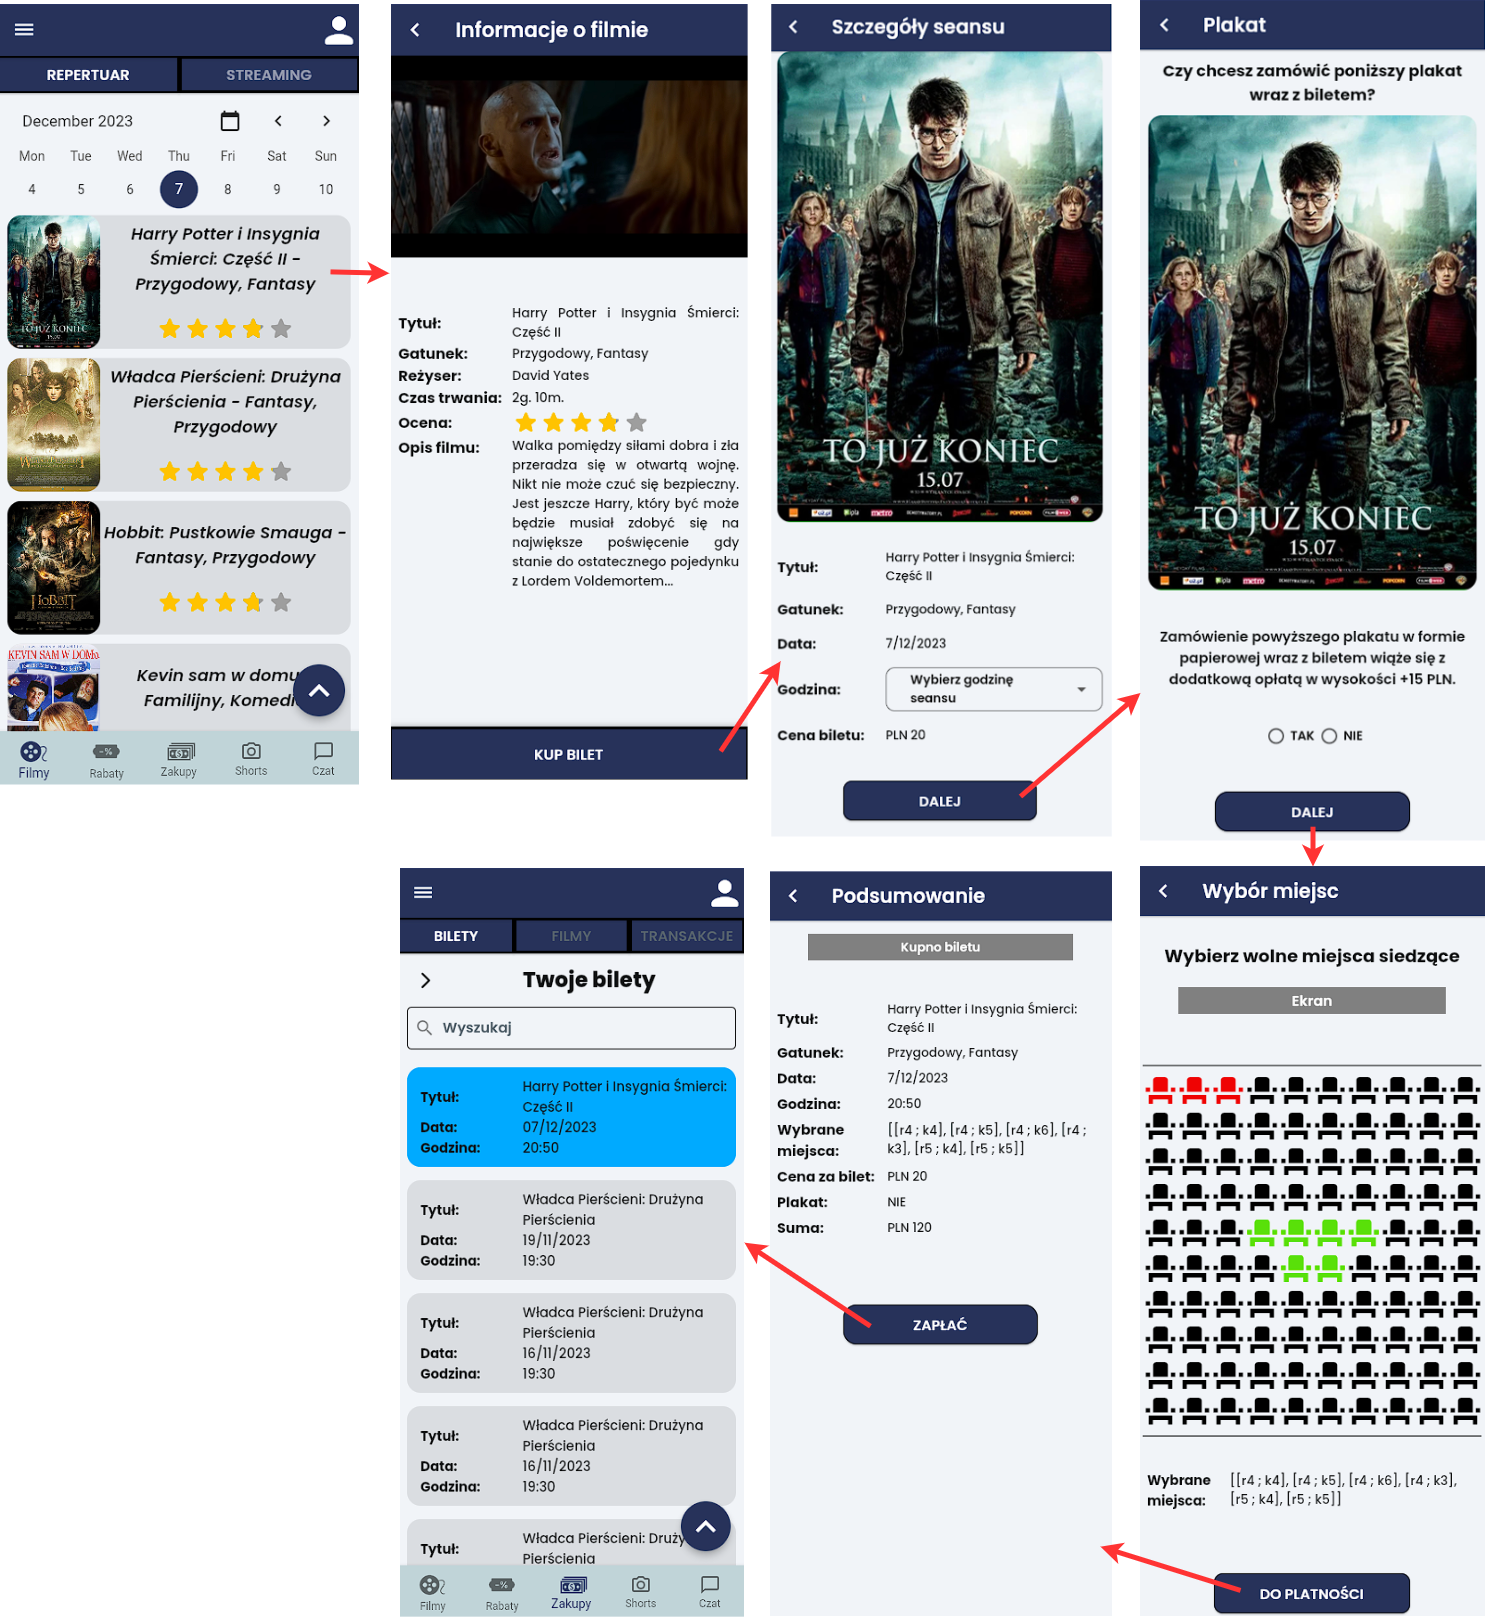 REPERTUAR
STREAMING
December 2023
Mon Tue Wed Thu Fri Sat Sun
4 5 6 7 8 9 10
TO JUŻ KONIEC
15.07
Harry Potter i Insygnia
Śmierci: Część II -
Przygodowy, Fantasy
Władca Pierścieni: Drużyna
Pierścienia - Fantasy,
Przygodowy
HOBBIT
Hobbit: Pustkowie Smauga -
Fantasy, Przygodowy
KEVIN SAM W DOMU
Kevin sam w domu
Familijny, Komedi
Filmy
Rabaty
Zakupy
Shorts
Czat
Informacje o filmie
Tytuł: Harry Potter i Insygnia Śmierci:
Część II
Gatunek: Przygodowy, Fantasy
Reżyser: David Yates
Czas trwania: 2g. 10m.
Ocena:
Opis filmu: Walka pomiędzy siłami dobra i zła
przeradza się w otwartą wojnę.
Nikt nie może czuć się bezpieczny.
Jest jeszcze Harry, który być może
będzie musiał zdobyć się na
największe poświęcenie gdy
stanie do ostatecznego pojedynku
z Lordem Voldemortem...
KUP BILET
Szczegóły seansu
TO JUŻ KONIEC
15.07
Tytuł: Harry Potter i Insygnia Śmierci:
Część II
Gatunek: Przygodowy, Fantasy
Data: 7/12/2023
Godzina: Wybierz godzinę
seansu
Cena biletu: PLN 20
DALEJ
Plakat
Czy chcesz zamówić poniższy plakat
wraz z biletem?
TO JUŻ KONIEC
15.07
Zamówienie powyższego plakatu w formie
papierowej wraz z biletem wiąże się z
dodatkową opłatą w wysokości +15 PLN.
TAK NIE
DALEJ
Wybór miejsc
Wybierz wolne miejsca siedzące
Ekran
Wybrane [[r4 ; k4], [r4 ; k5], [r4 ; k6], [r4 ; k3],
miejsca: [r5 ; k4], [r5 ; k5]]
DO PLATNOŚCI
Podsumowanie
Kupno biletu
Tytuł: Harry Potter i Insygnia Śmierci:
Część II
Gatunek: Przygodowy, Fantasy
Data: 7/12/2023
Godzina: 20:50
Wybrane [[r4 ; k4], [r4 ; k5], [r4 ; k6], [r4 ;
miejsca: k3], [r5 ; k4], [r5 ; k5]]
Cena za bilet: PLN 20
Plakat: NIE
Suma: PLN 120
ZAPŁAĆ
BILETY
FILMY
TRANSAKCJE
Twoje bilety
Wyszukaj
Tytuł: Harry Potter i Insygnia Śmierci:
Część II
Data: 07/12/2023
Godzina: 20:50
Tytuł: Władca Pierścieni: Drużyna
Pierścienia
Data: 19/11/2023
Godzina: 19:30
Tytuł: Władca Pierścieni: Drużyna
Pierścienia
Data: 16/11/2023
Godzina: 19:30
Tytuł: Władca Pierścieni: Drużyna
Pierścienia
Data: 16/11/2023
Godzina: 19:30
Tytuł: Władca Pierścieni: Druży
Pierścienia
Filmy
Rabaty
Zakupy
Shorts
Czat